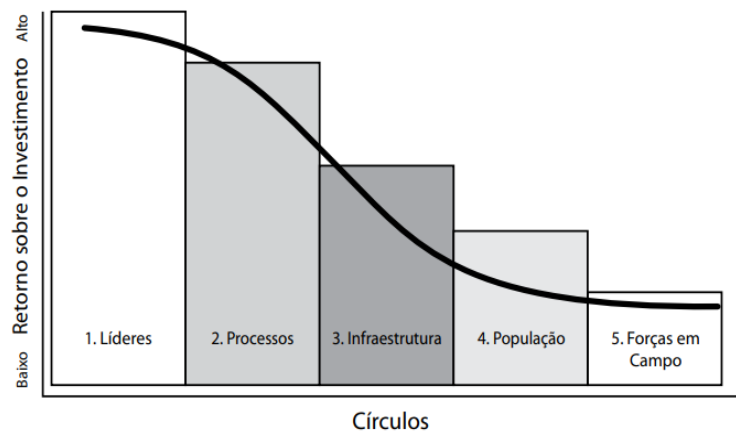 Alto
Retorno sobre o Investimento
Baixo
1. Líderes
2. Processos
3. Infraestrutura
4. População
5. Forças em
Campo
Círculos